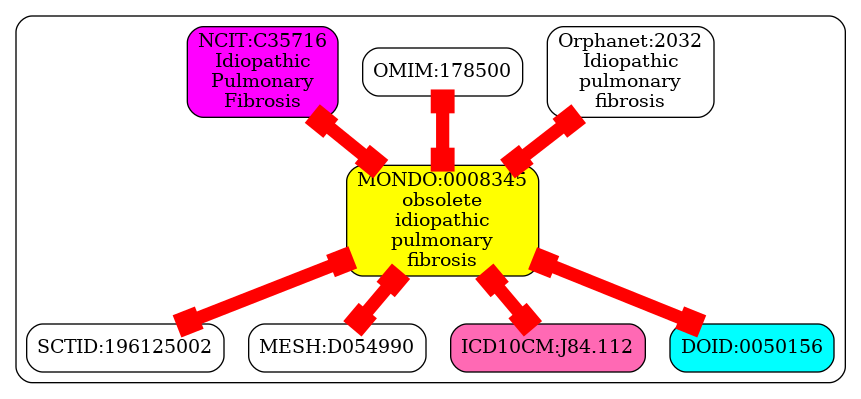 NCIT:C35716
Idiopathic
Pulmonary
Fibrosis
OMIM:178500
Orphanet:2032
Idiopathic
pulmonary
fibrosis
MONDO:0008345
obsolete
idiopathic
pulmonary
fibrosis
SCTID:196125002
MESH:D054990
ICD10CM:J84.112
DOID:0050156